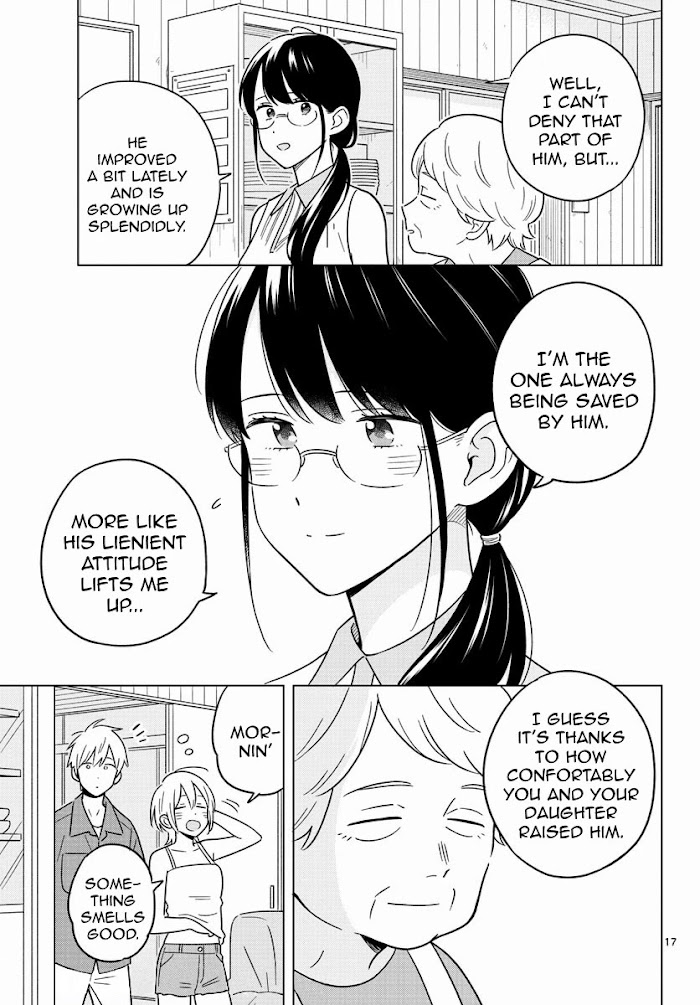 WELL,
I CAN'T
DENY THAT
PART OF
HIM, BUT...
HE
IMPROVED
A BIT LATELY
AND IS
GROWING UP
SPLENDIDLY.
I'M THE
ONE ALWAYS
BEING SAVED
BY HIM.
MORE LIKE
HIS LIENIENT
ATTITUDE
LIFTS ME
UP...
I GUESS
IT'S THANKS
TO HOW
CONFORTABLY
YOU AND YOUR
DAUGHTER
RAISED HIM.
MOR-
NIN'
SOME-
THING
SMELLS
GOOD.
17